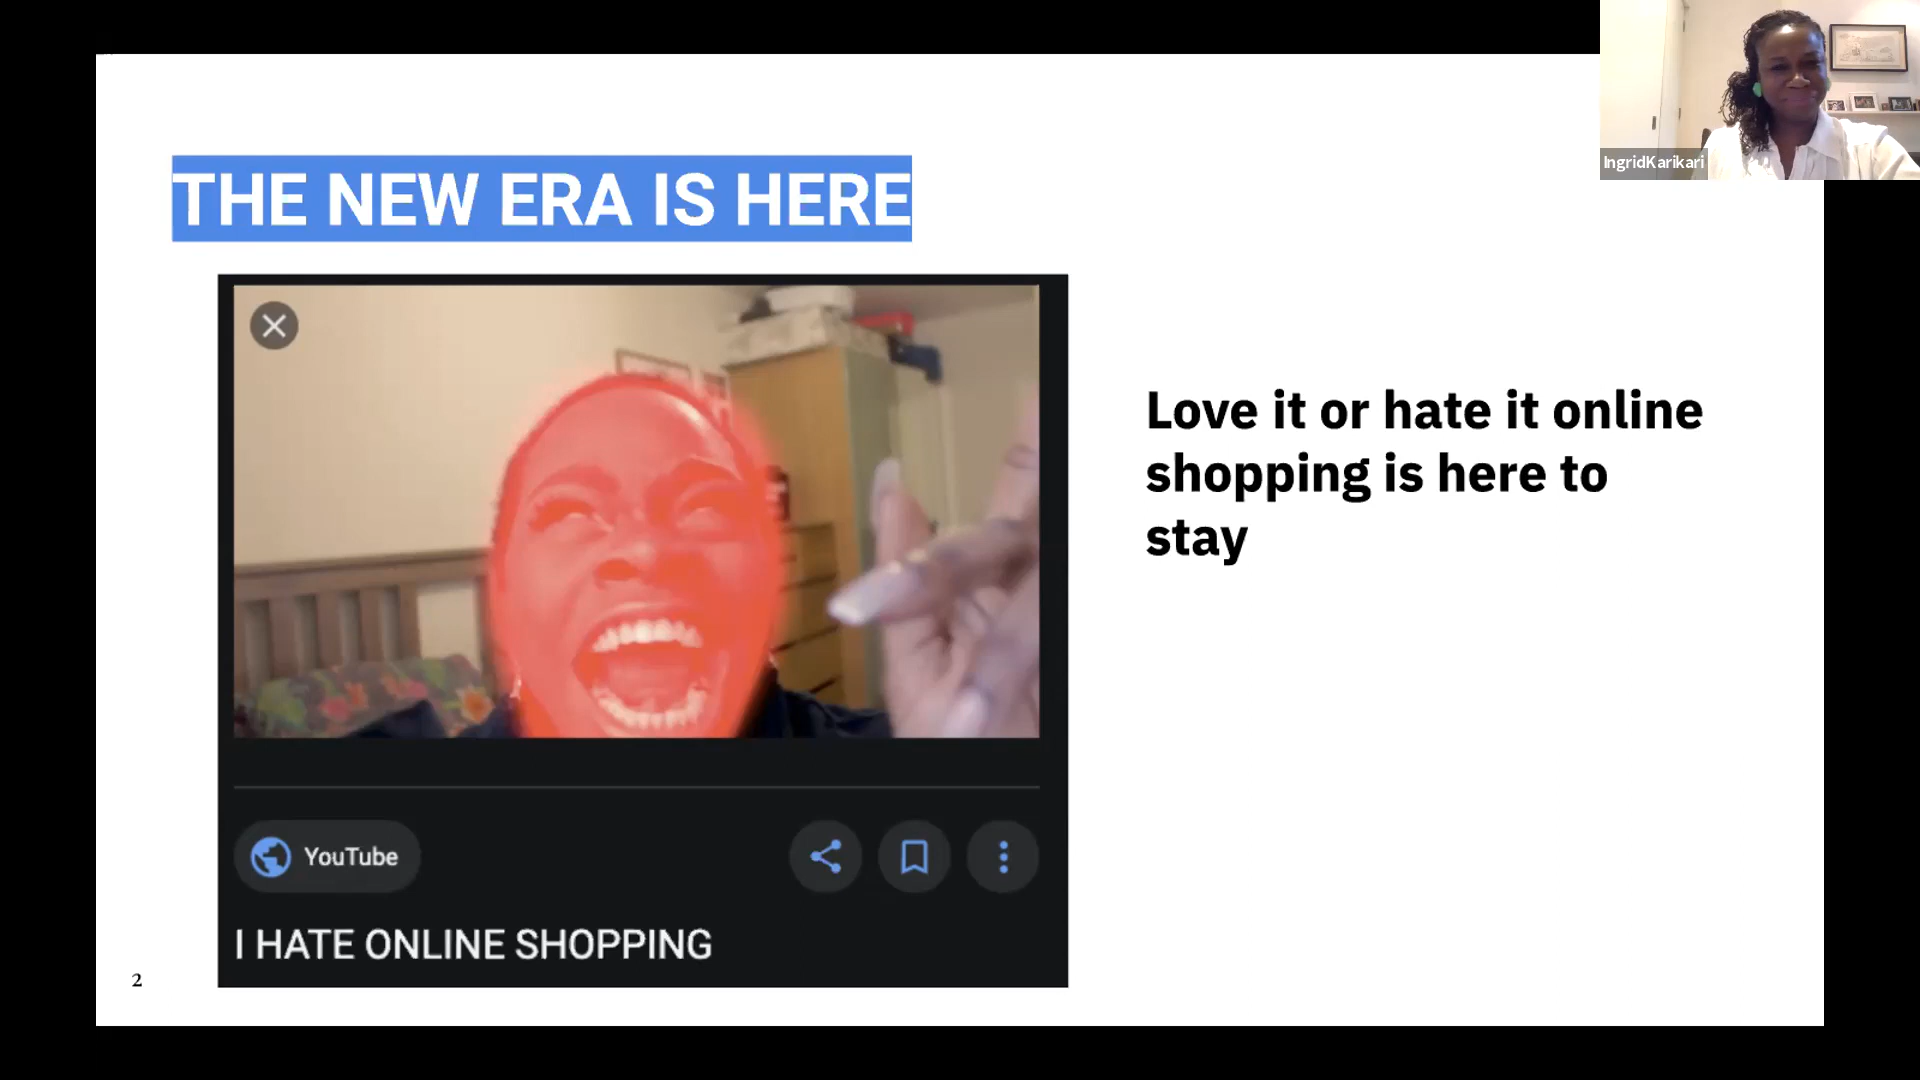 IngridKarikari
THE NEW ERA IS HERE
Love it or hate it online
shopping is here to
stay
YouTube
I HATE ONLINE SHOPPING
2